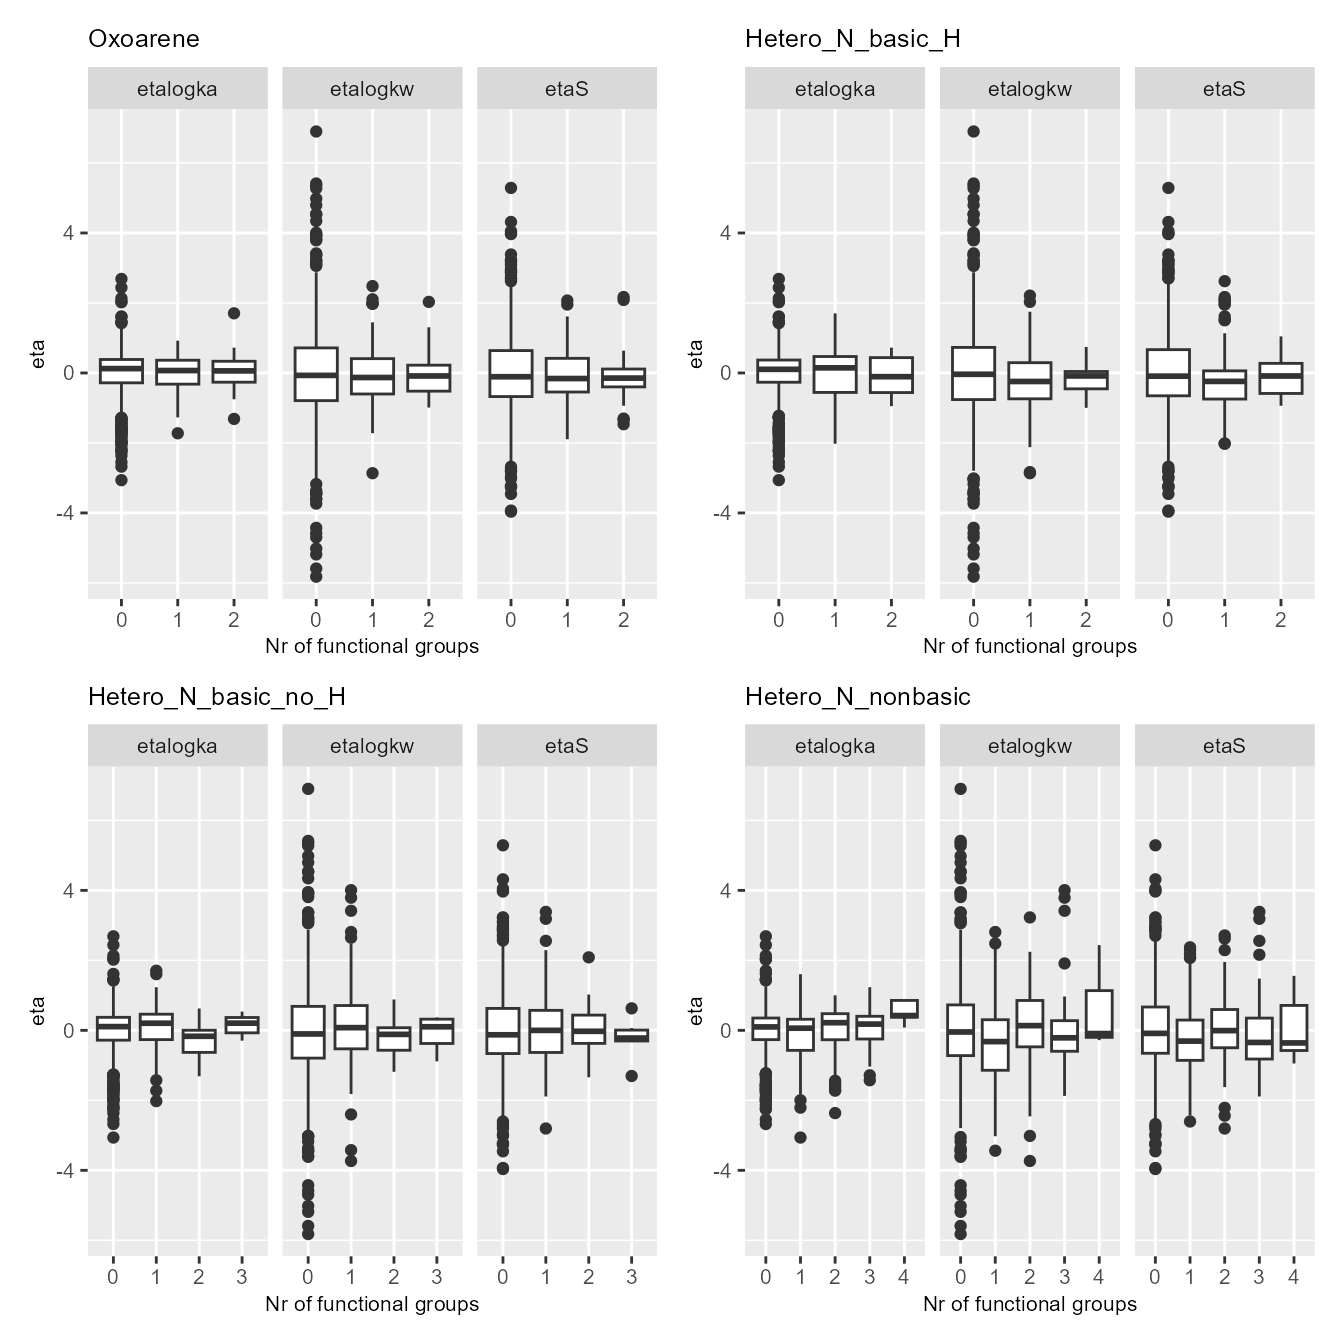 Oxoarene
etalogka etalogkw etaS
4
0
-4
eta
0 1 2 0 1 2 0 1 2
Nr of functional groups
Hetero_N_basic_H
etalogka etalogkw etaS
4
0
-4
eta
0 1 2 0 1 2 0 1 2
Nr of functional groups
Hetero_N_basic_no_H
etalogka etalogkw etaS
4
0
-4
eta
0 1 2 3 0 1 2 3 0 1 2 3
Nr of functional groups
Hetero_N_nonbasic
etalogka etalogkw etaS
4
0
-4
eta
0 1 2 3 4 0 1 2 3 4 0 1 2 3 4
Nr of functional groups